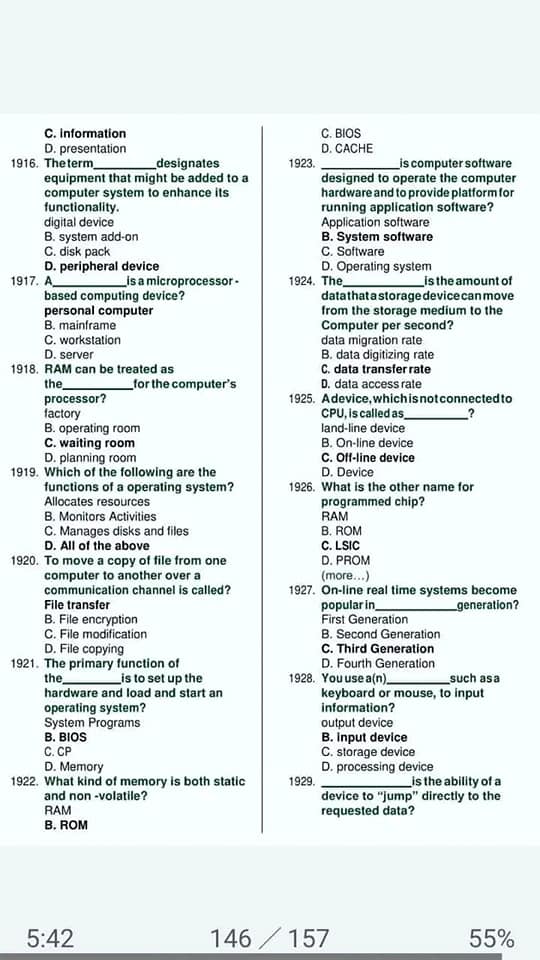 C. information
D. presentation
1916. The term__________designates
equipment that might be added to a
computer system to enhance its
functionality.
digital device
B. system add-on
C. disk pack
D. peripheral device
1917. A____________is a microprocessor -
based computing device?
personal computer
B. mainframe
C. workstation
D. server
1918. RAM can be treated as
the___________for the computer's
processor?
factory
B. operating room
C. waiting room
D. planning room
1919. Which of the following are the
functions of a operating system?
Allocates resources
B. Monitors Activities
C. Manages disks and files
D. All of the above
1920. To move a copy of file from one
computer to another over a
communication channel is called?
File transfer
B. File encryption
C. File modification
D. File copying
1921. The primary function of
the_________is to set up the
hardware and load and start an
operating system?
System Programs
B. BIOS
C. CP
D. Memory
1922. What kind of memory is both static
and non -volatile?
RAM
B. ROM
C. BIOS
D. CACHE
1923. ____________is computer software
designed to operate the computer
hardware and to provide platform for
running application software?
Application software
B. System software
C. Software
D. Operating system
1924. The_____________is the amount of
data that a storage device can move
from the storage medium to the
Computer per second?
data migration rate
B. data digitizing rate
C. data transfer rate
D. data access rate
1925. A device, which is not connected to
CPU, is called as__________?
land-line device
B. On-line device
C. Off-line device
D. Device
1926. What is the other name for
programmed chip?
RAM
B. ROM
C. LSIC
D. PROM
(more...)
1927. On-line real time systems become
popular in_____________generation?
First Generation
B. Second Generation
C. Third Generation
D. Fourth Generation
1928. You use a(n)__________such as a
keyboard or mouse, to input
information?
output device
B. input device
C. storage device
D. processing device
1929. ______________is the ability of a
device to “jump” directly to the
requested data?
5:42 146 / 157 55%